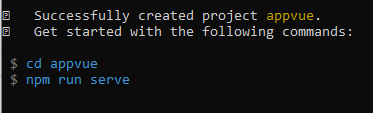 Successfully created project appvue.
Get started with the following commands:
$ cd appvue
$ npm run serve